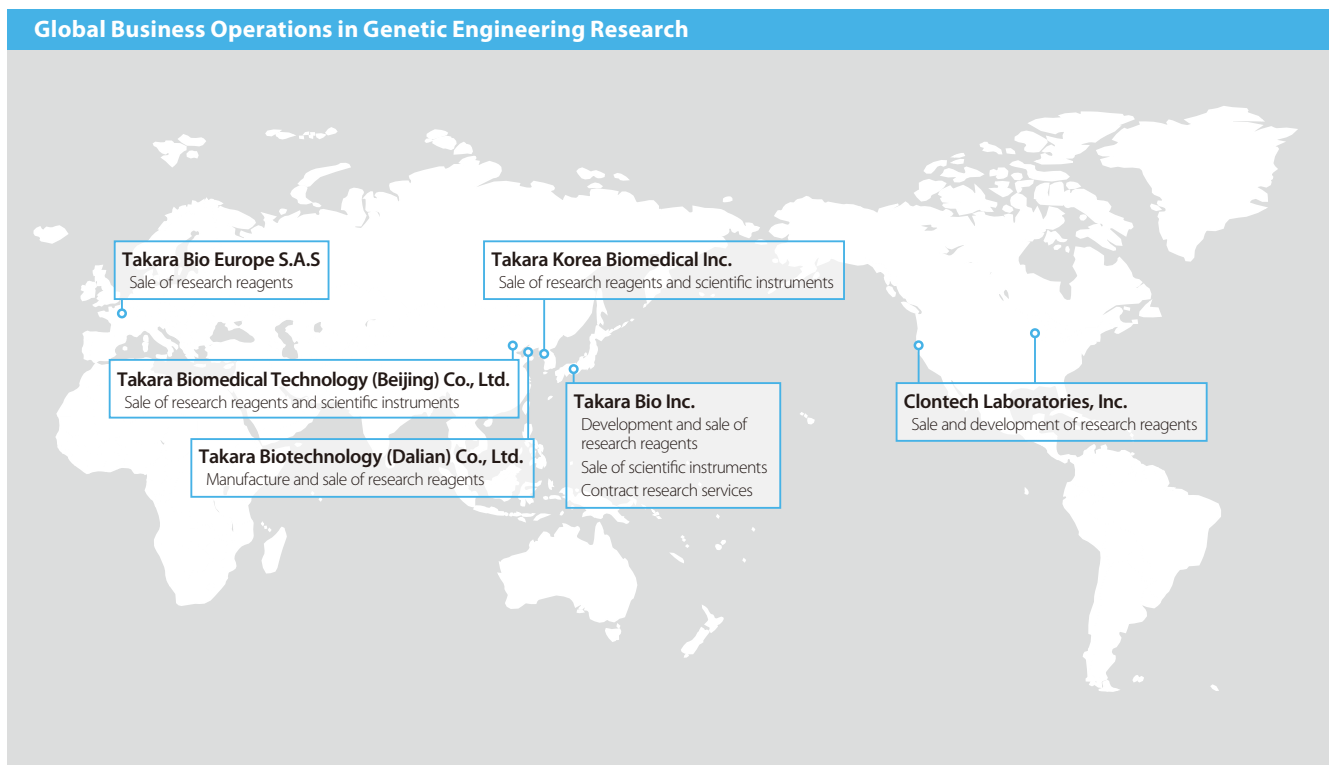 Global Business Operations in Genetic Engineering Research
Takara Bio Europe S.A.S
Sale of research reagents
Takara Korea Biomedical Inc.
Sale of research reagents and scientific instruments
Takara Biomedical Technology (Beijing) Co., Ltd.
Sale of research reagents and scientific instruments
Takara Biotechnology (Dalian) Co., Ltd.
Manufacture and sale of research reagents
Takara Bio Inc.
Development and sale of
research reagents
Sale of scientific instruments
Contract research services
Clontech Laboratories, Inc.
Sale and development of research reagents